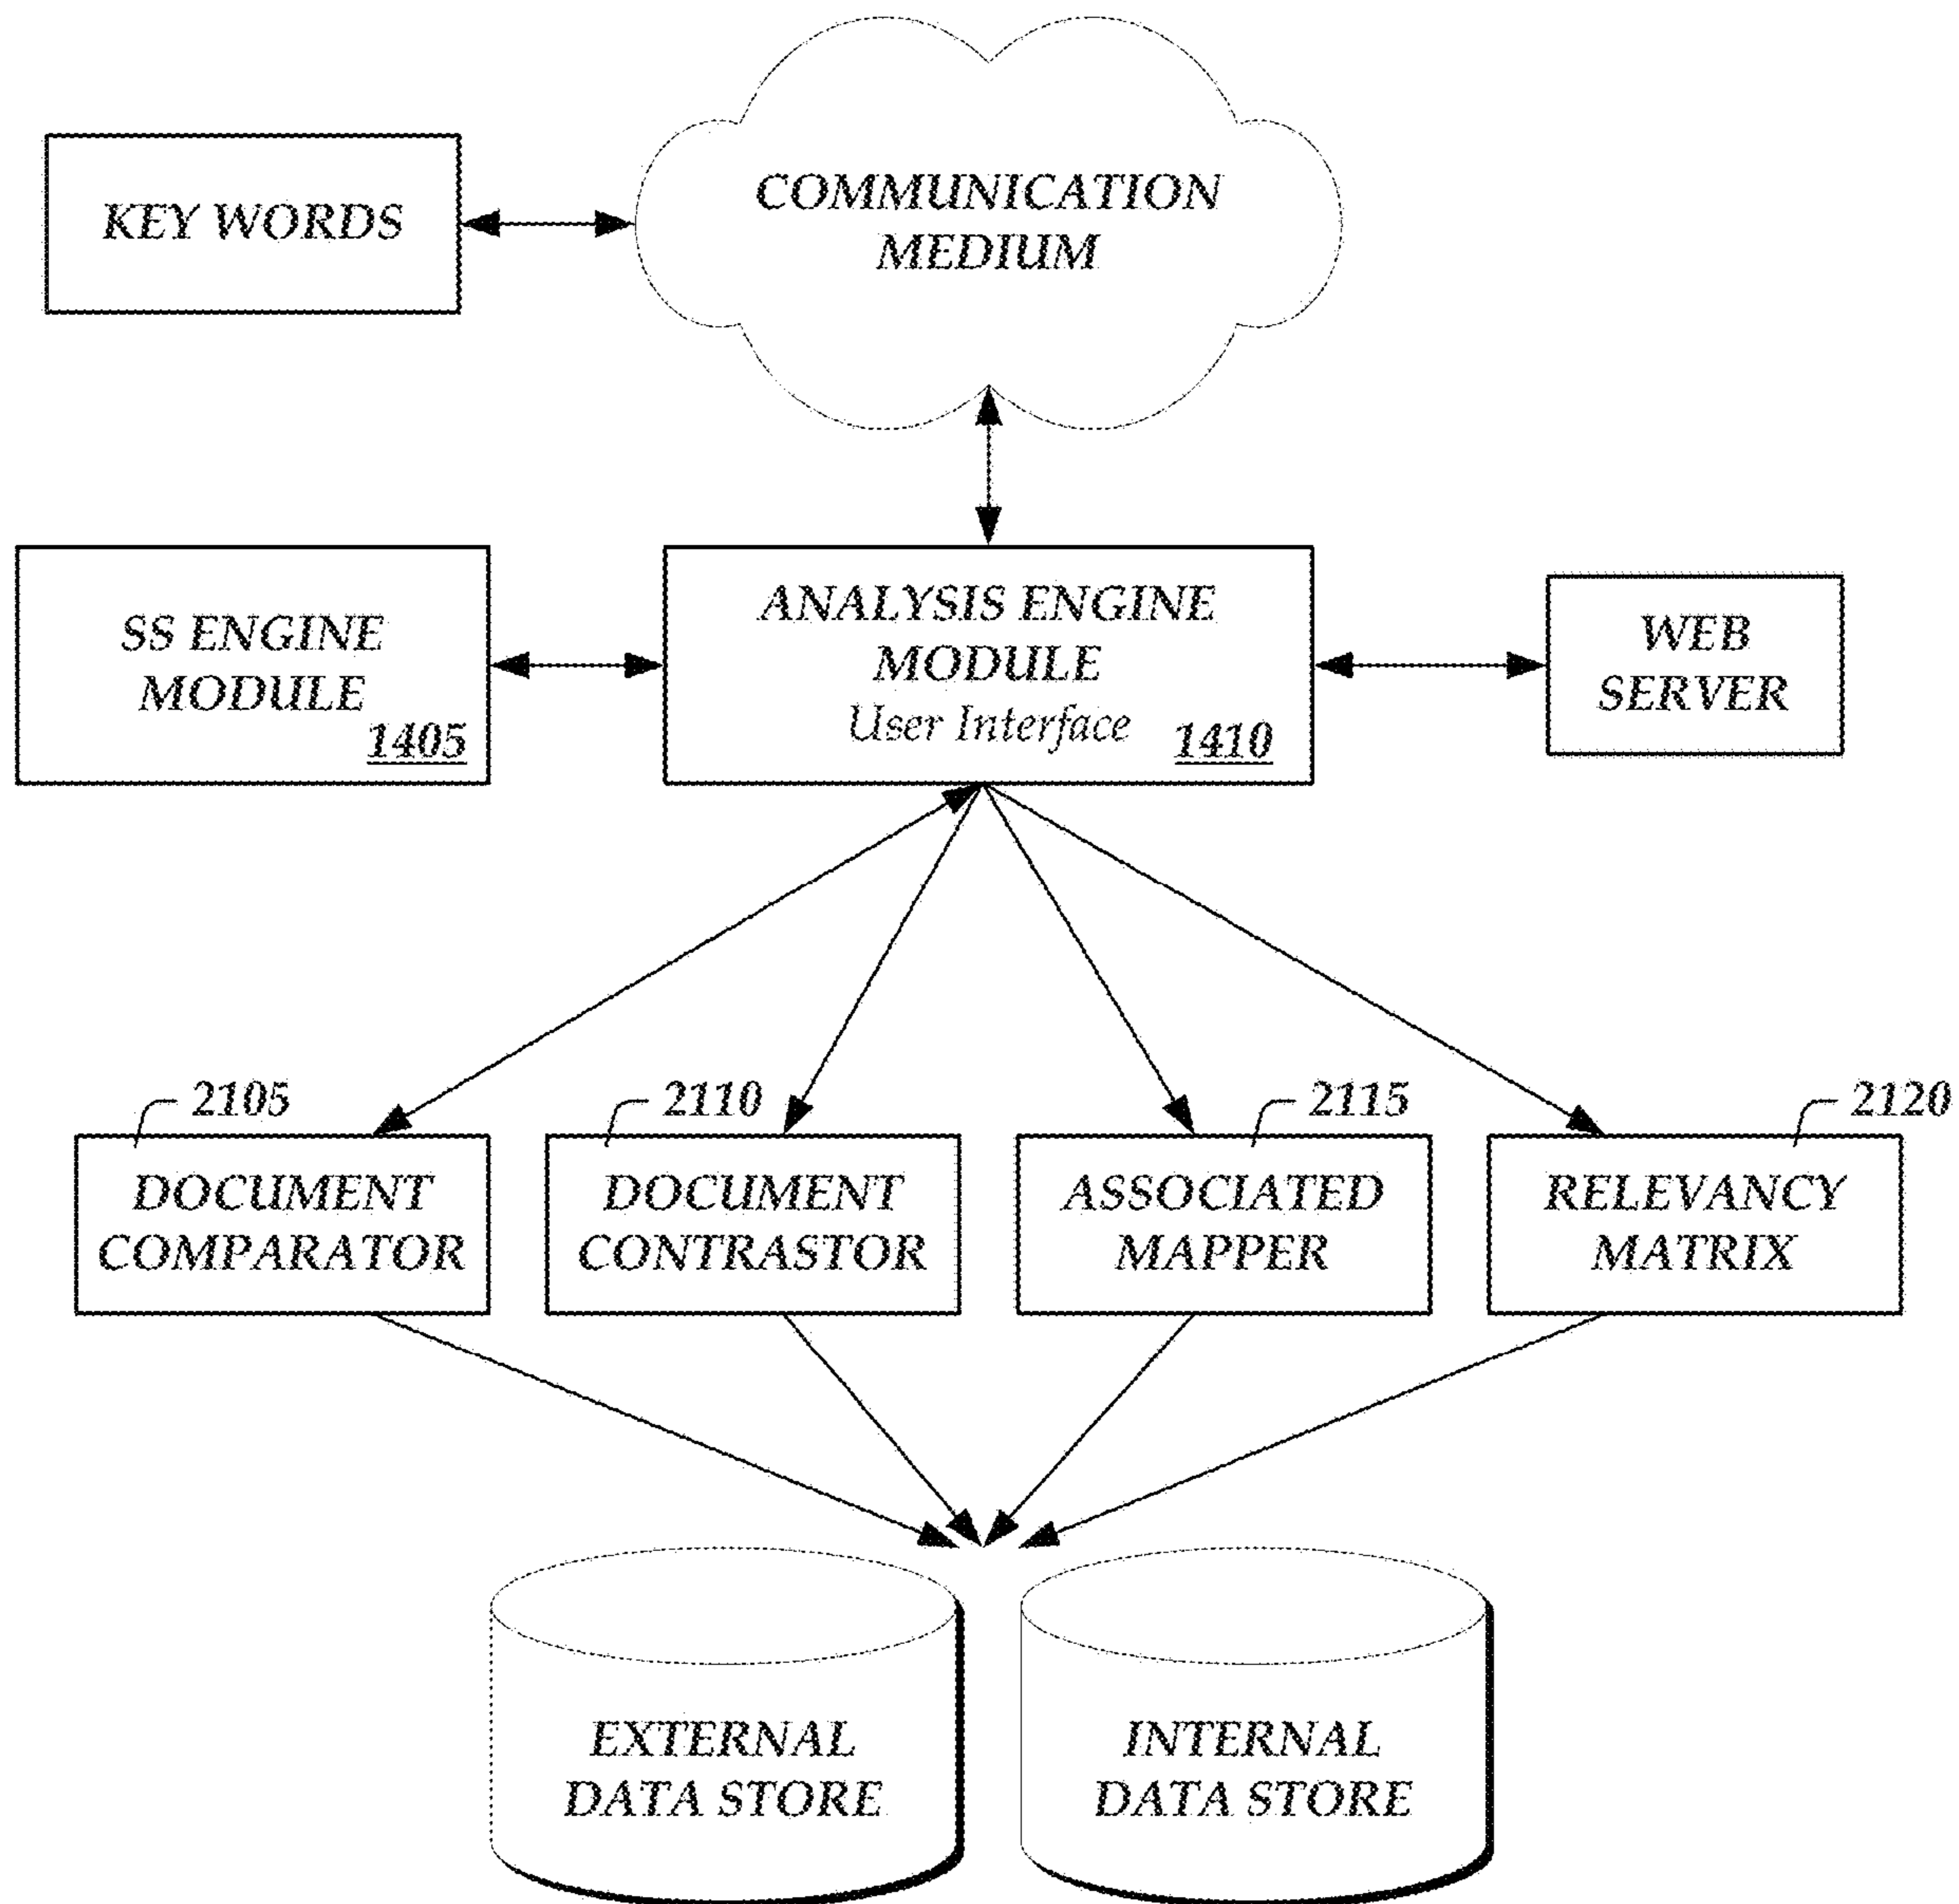 COMMUNICATION
MEDIUM
KEY WORDS
SS ENGINE
MODULE
1405
ANALYSIS ENGINE
MODULE
User Interface
1410
WEB
SERVER
2105
DOCUMENT
COMPARATOR
2110
DOCUMENT
CONTRASTOR
2115
ASSOCIATED
MAPPER
2120
RELEVANCY
MATRIX
EXTERNAL
DATA STORE
INTERNAL
DATA STORE